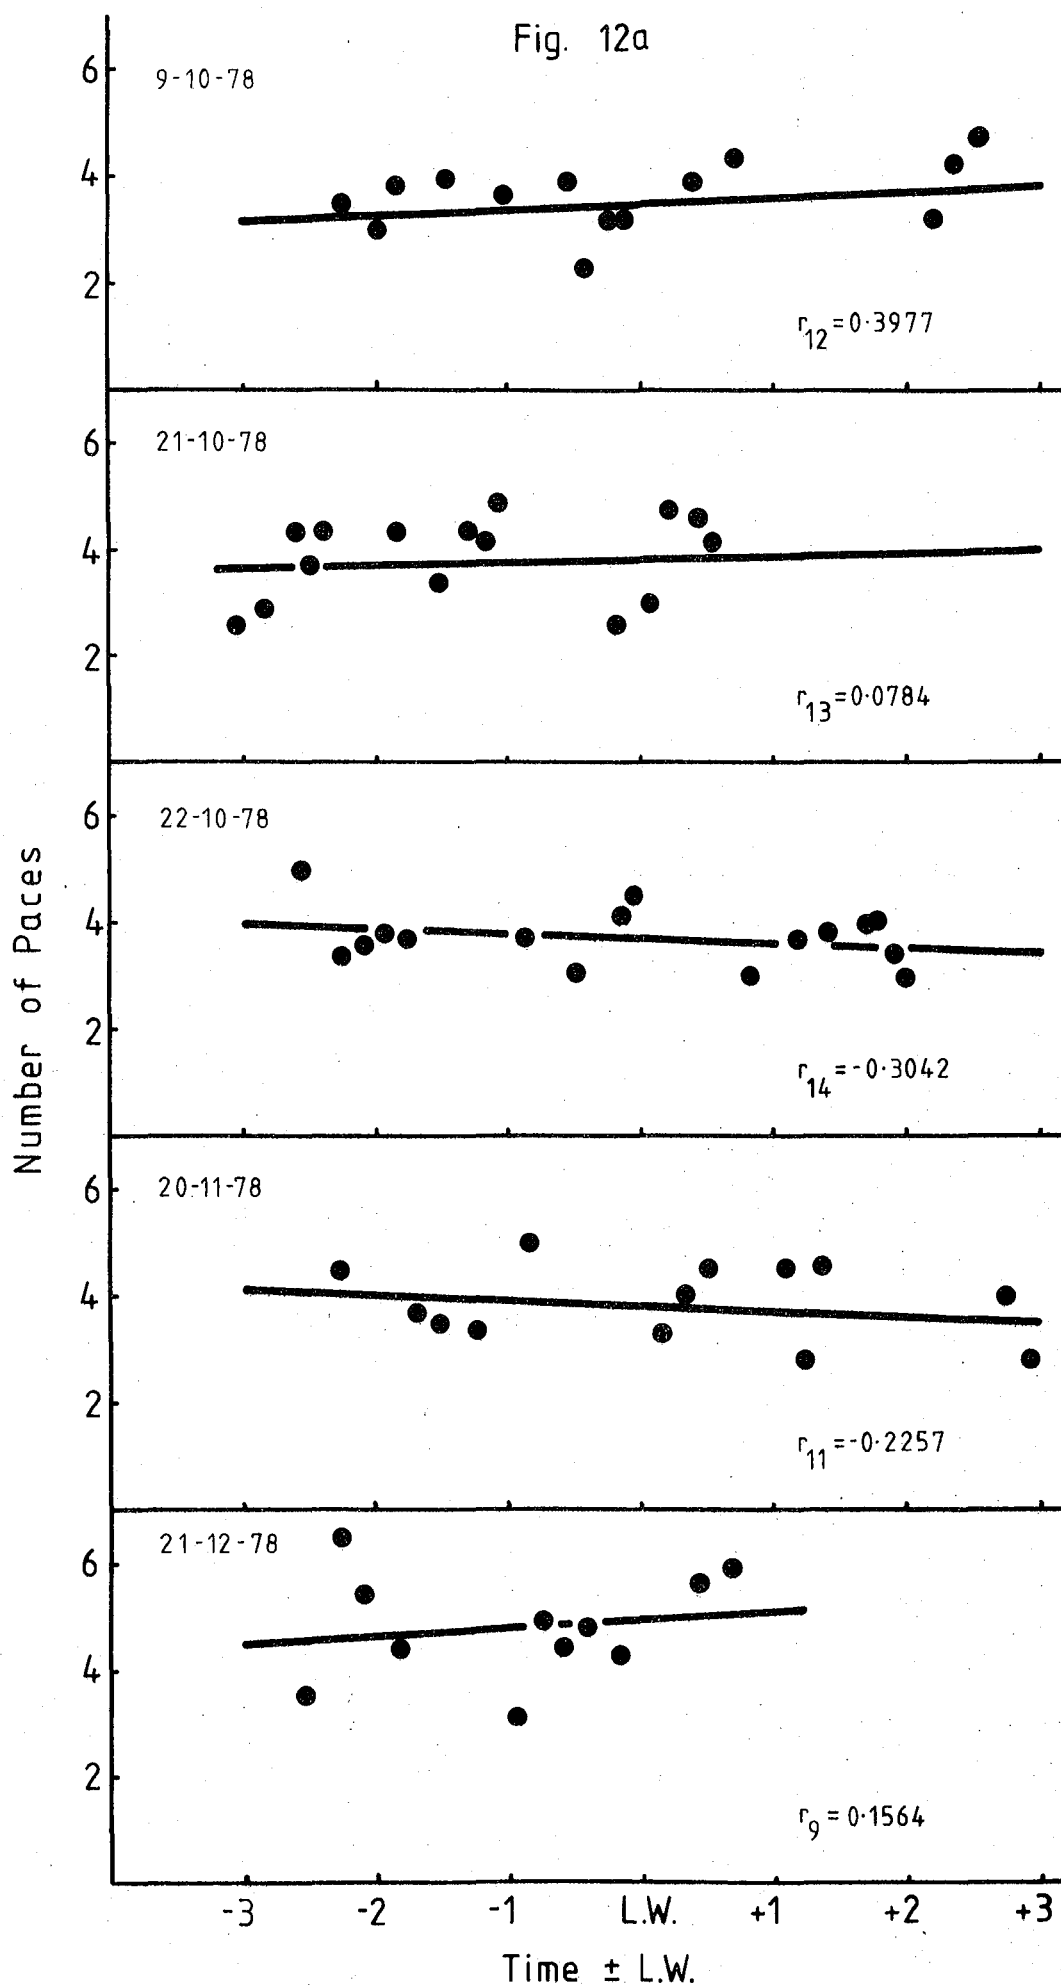 Fig. 12a
Number of Paces
9-10-78
6
4
2
r12=0·3977
21-10-78
6
4
2
r13=0·0784
22-10-78
6
4
2
r14=-0·3042
20-11-78
6
4
2
r11=-0·2257
21-12-78
6
4
2
r9=0·1564
-3 -2 -1 L.W. +1 +2 +3
Time ± L.W.